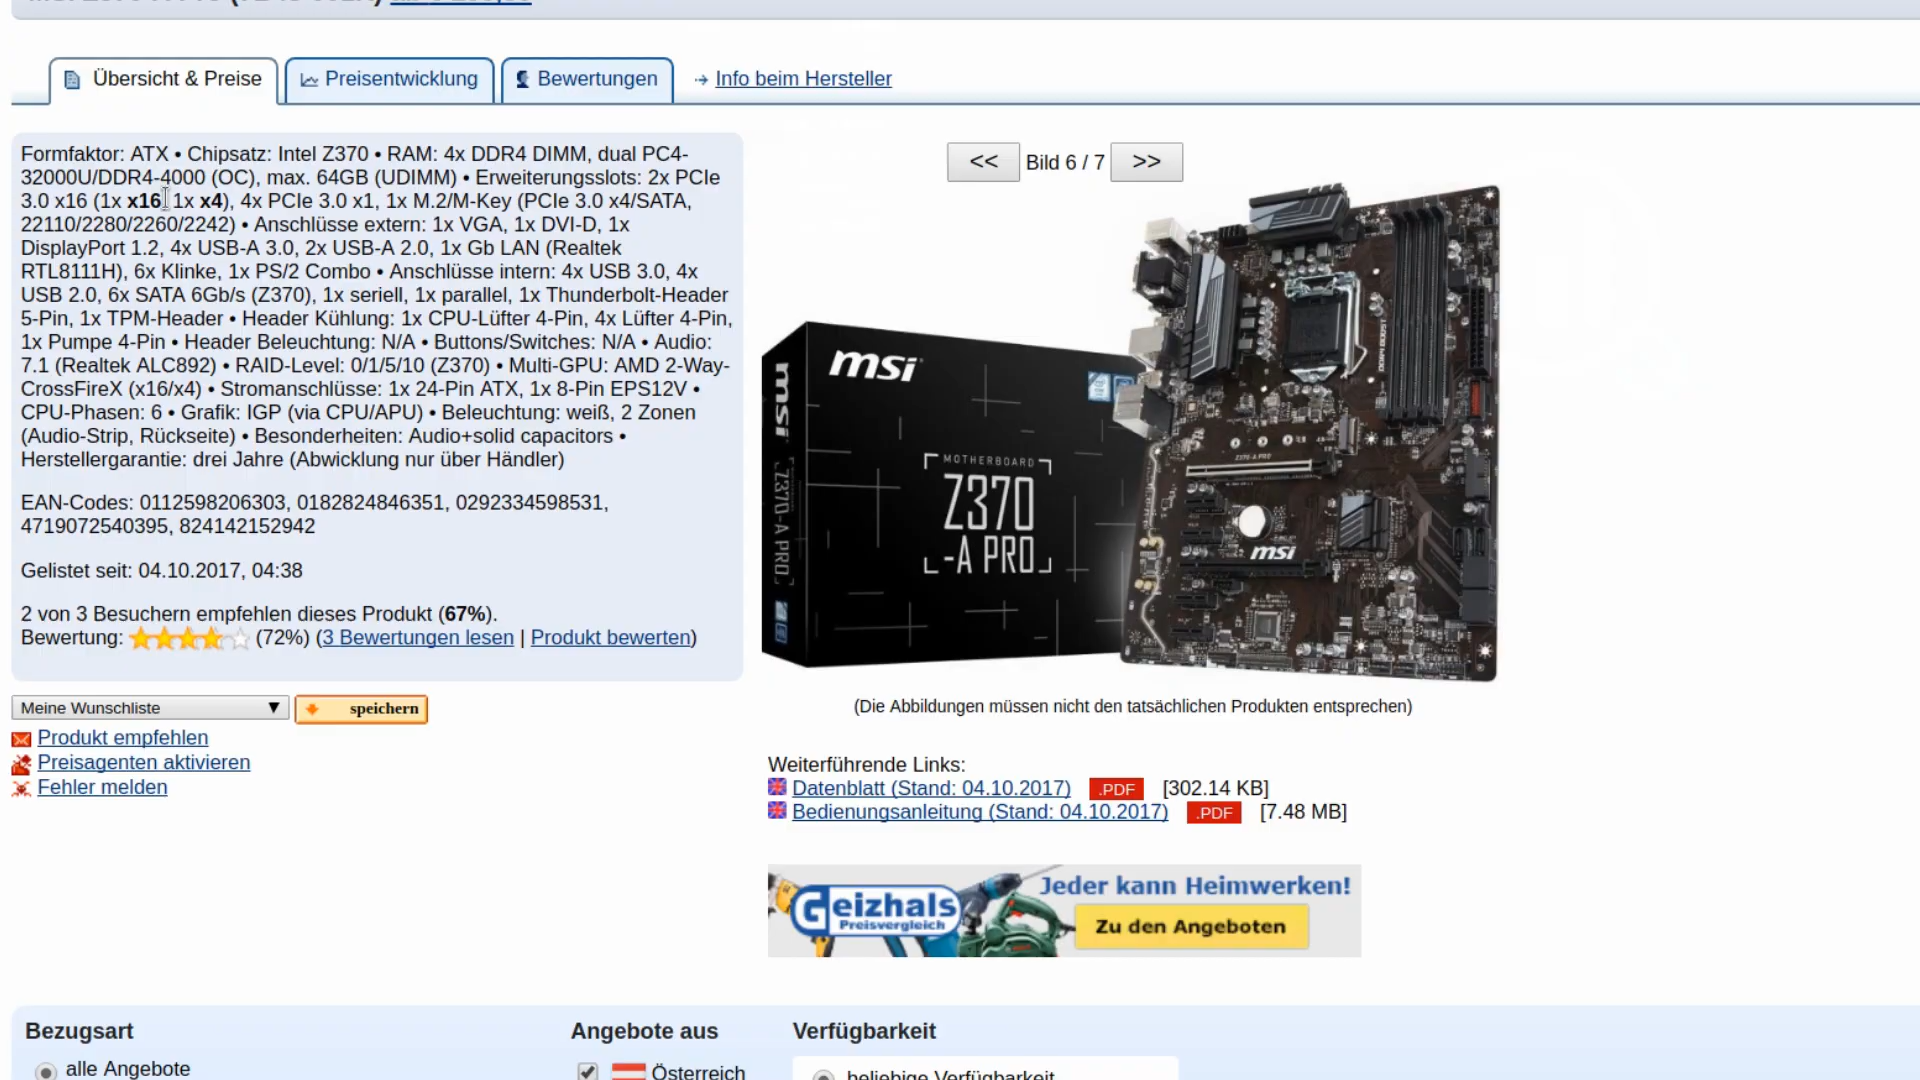 Übersicht & Preise
Preisentwicklung
Bewertungen
Info beim Hersteller
Formfaktor: ATX • Chipsatz: Intel Z370 • RAM: 4x DDR4 DIMM, dual PC4-
32000U/DDR4-4000 (OC), max. 64GB (UDIMM) • Erweiterungsslots: 2x PCIe
3.0 x16 (1x x16, 1x x4), 4x PCIe 3.0 x1, 1x M.2/M-Key (PCIe 3.0 x4/SATA,
22110/2280/2260/2242) • Anschlüsse extern: 1x VGA, 1x DVI-D, 1x
DisplayPort 1.2, 4x USB-A 3.0, 2x USB-A 2.0, 1x Gb LAN (Realtek
RTL8111H), 6x Klinke, 1x PS/2 Combo • Anschlüsse intern: 4x USB 3.0, 4x
USB 2.0, 6x SATA 6Gb/s (Z370), 1x seriell, 1x parallel, 1x Thunderbolt-Header
5-Pin, 1x TPM-Header • Header Kühlung: 1x CPU-Lüfter 4-Pin, 4x Lüfter 4-Pin,
1x Pumpe 4-Pin • Header Beleuchtung: N/A • Buttons/Switches: N/A • Audio:
7.1 (Realtek ALC892) • RAID-Level: 0/1/5/10 (Z370) • Multi-GPU: AMD 2-Way-
CrossFireX (x16/x4) • Stromanschlüsse: 1x 24-Pin ATX, 1x 8-Pin EPS12V •
CPU-Phasen: 6 • Grafik: IGP (via CPU/APU) • Beleuchtung: weiß, 2 Zonen
(Audio-Strip, Rückseite) • Besonderheiten: Audio+solid capacitors •
Herstellergarantie: drei Jahre (Abwicklung nur über Händler)
EAN-Codes: 0112598206303, 0182824846351, 0292334598531,
4719072540395, 824142152942
Gelistet seit: 04.10.2017, 04:38
2 von 3 Besuchern empfehlen dieses Produkt (67%).
Bewertung: (72%) (3 Bewertungen lesen | Produkt bewerten)
Meine Wunschliste
speichern
Produkt empfehlen
Preisagenten aktivieren
Fehler melden
<< Bild 6 / 7 >>
msi
msi
Z370-A PRO
MOTHERBOARD
Z370
-A PRO
DDR4 BOOST
Z370-A PRO
msi
(Die Abbildungen müssen nicht den tatsächlichen Produkten entsprechen)
Weiterführende Links:
Datenblatt (Stand: 04.10.2017) .PDF [302.14 KB]
Bedienungsanleitung (Stand: 04.10.2017) .PDF [7.48 MB]
Geizhals
Preisvergleich
Jeder kann Heimwerken!
Zu den Angeboten
Bezugsart
alle Angebote
Angebote aus
Österreich
Verfügbarkeit
beliebige Verfügbarkeit